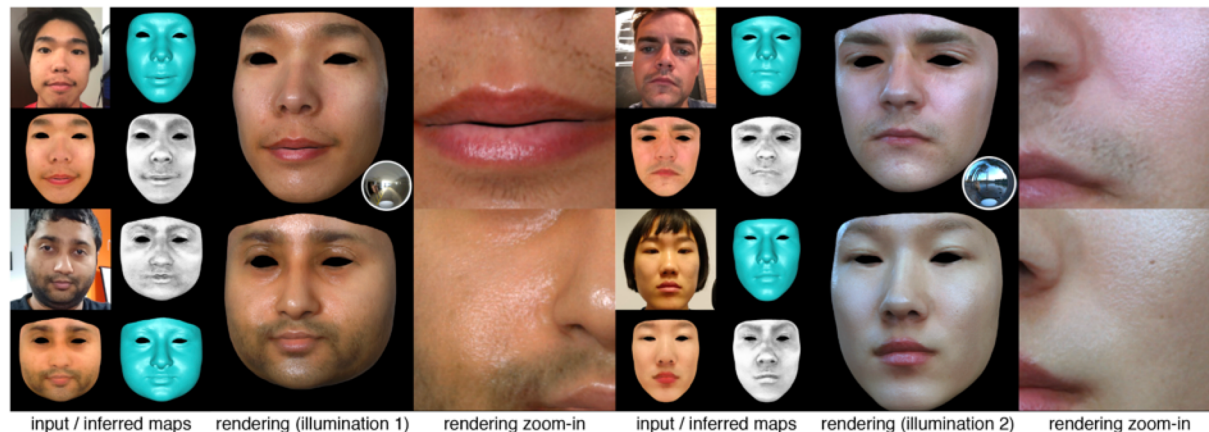 input / inferred maps rendering (illumination 1) rendering zoom-in input / inferred maps rendering (illumination 2) rendering zoom-in